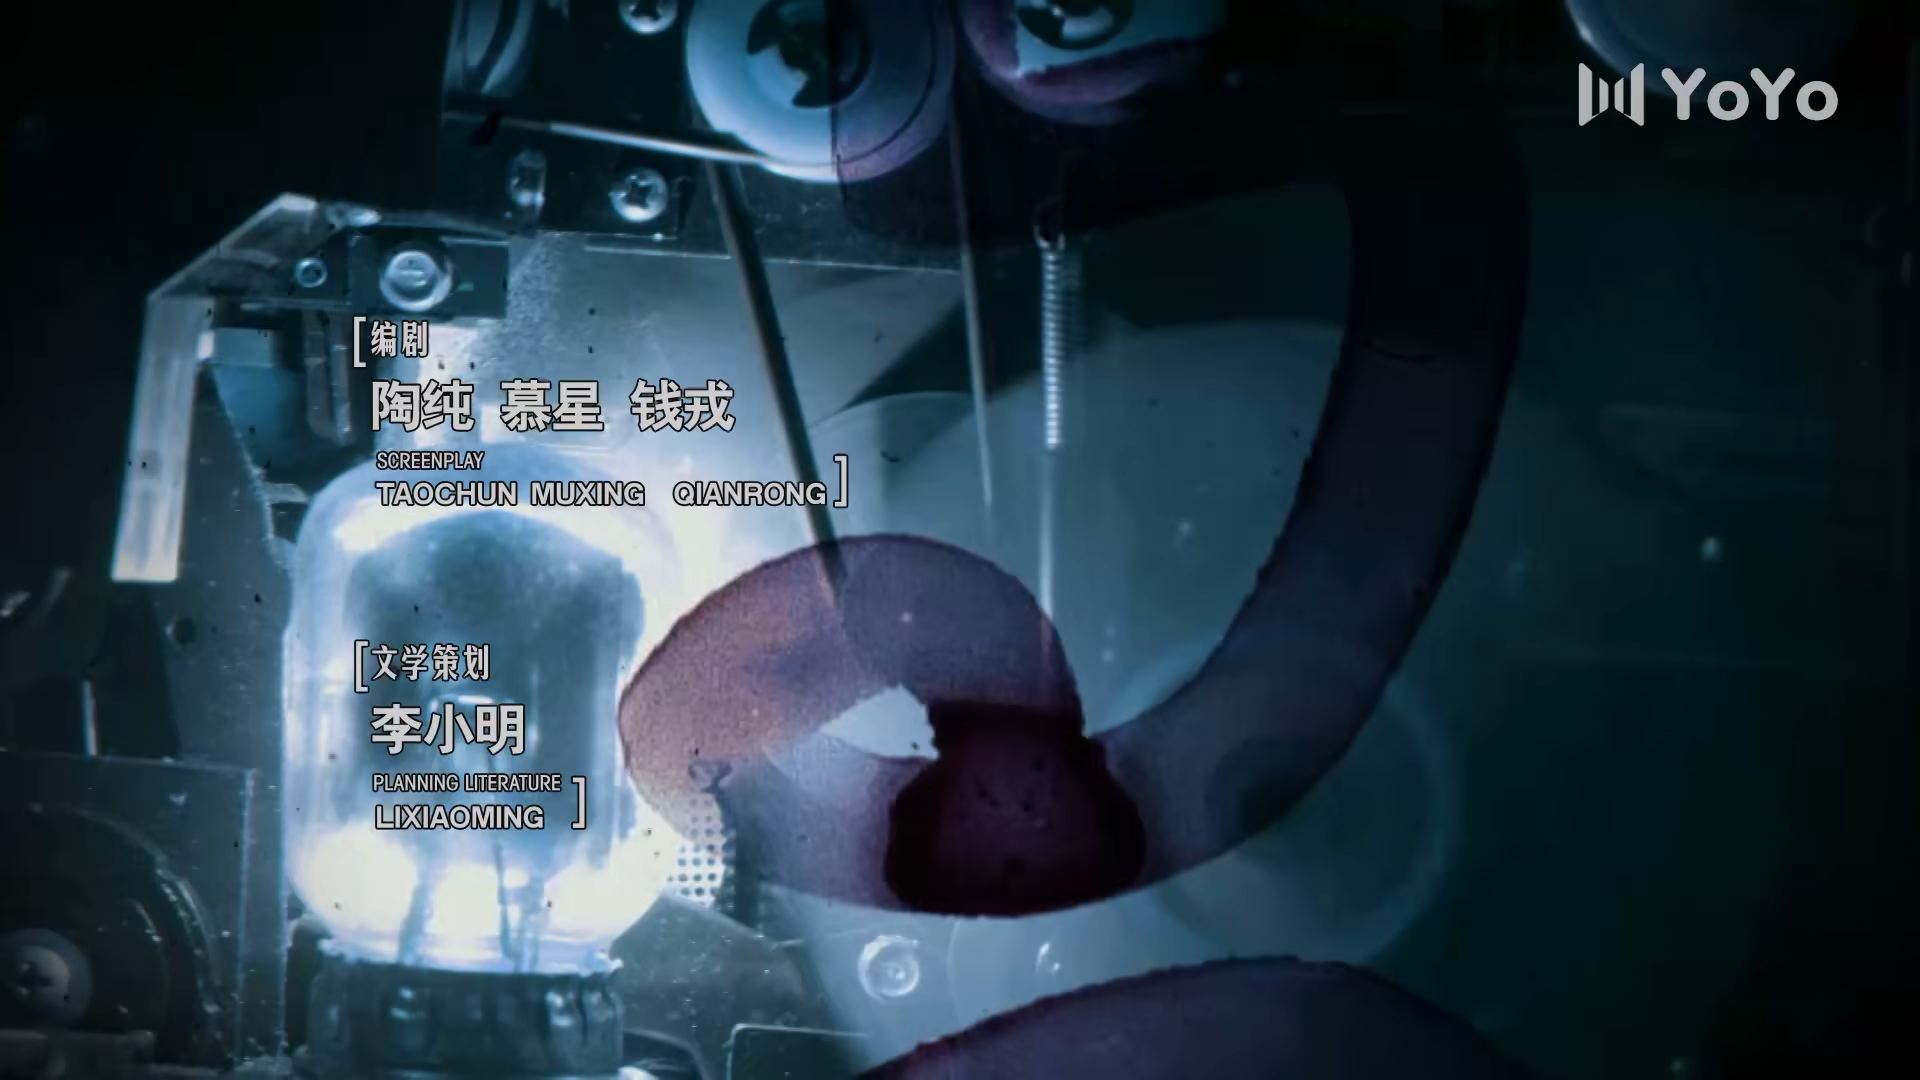 YoYo
编剧
陶纯 慕星 钱戎
SCREENPLAY
TAOCHUN MUXING QIANRONG
文学策划
李小明
PLANNING LITERATURE
LIXIAOMING